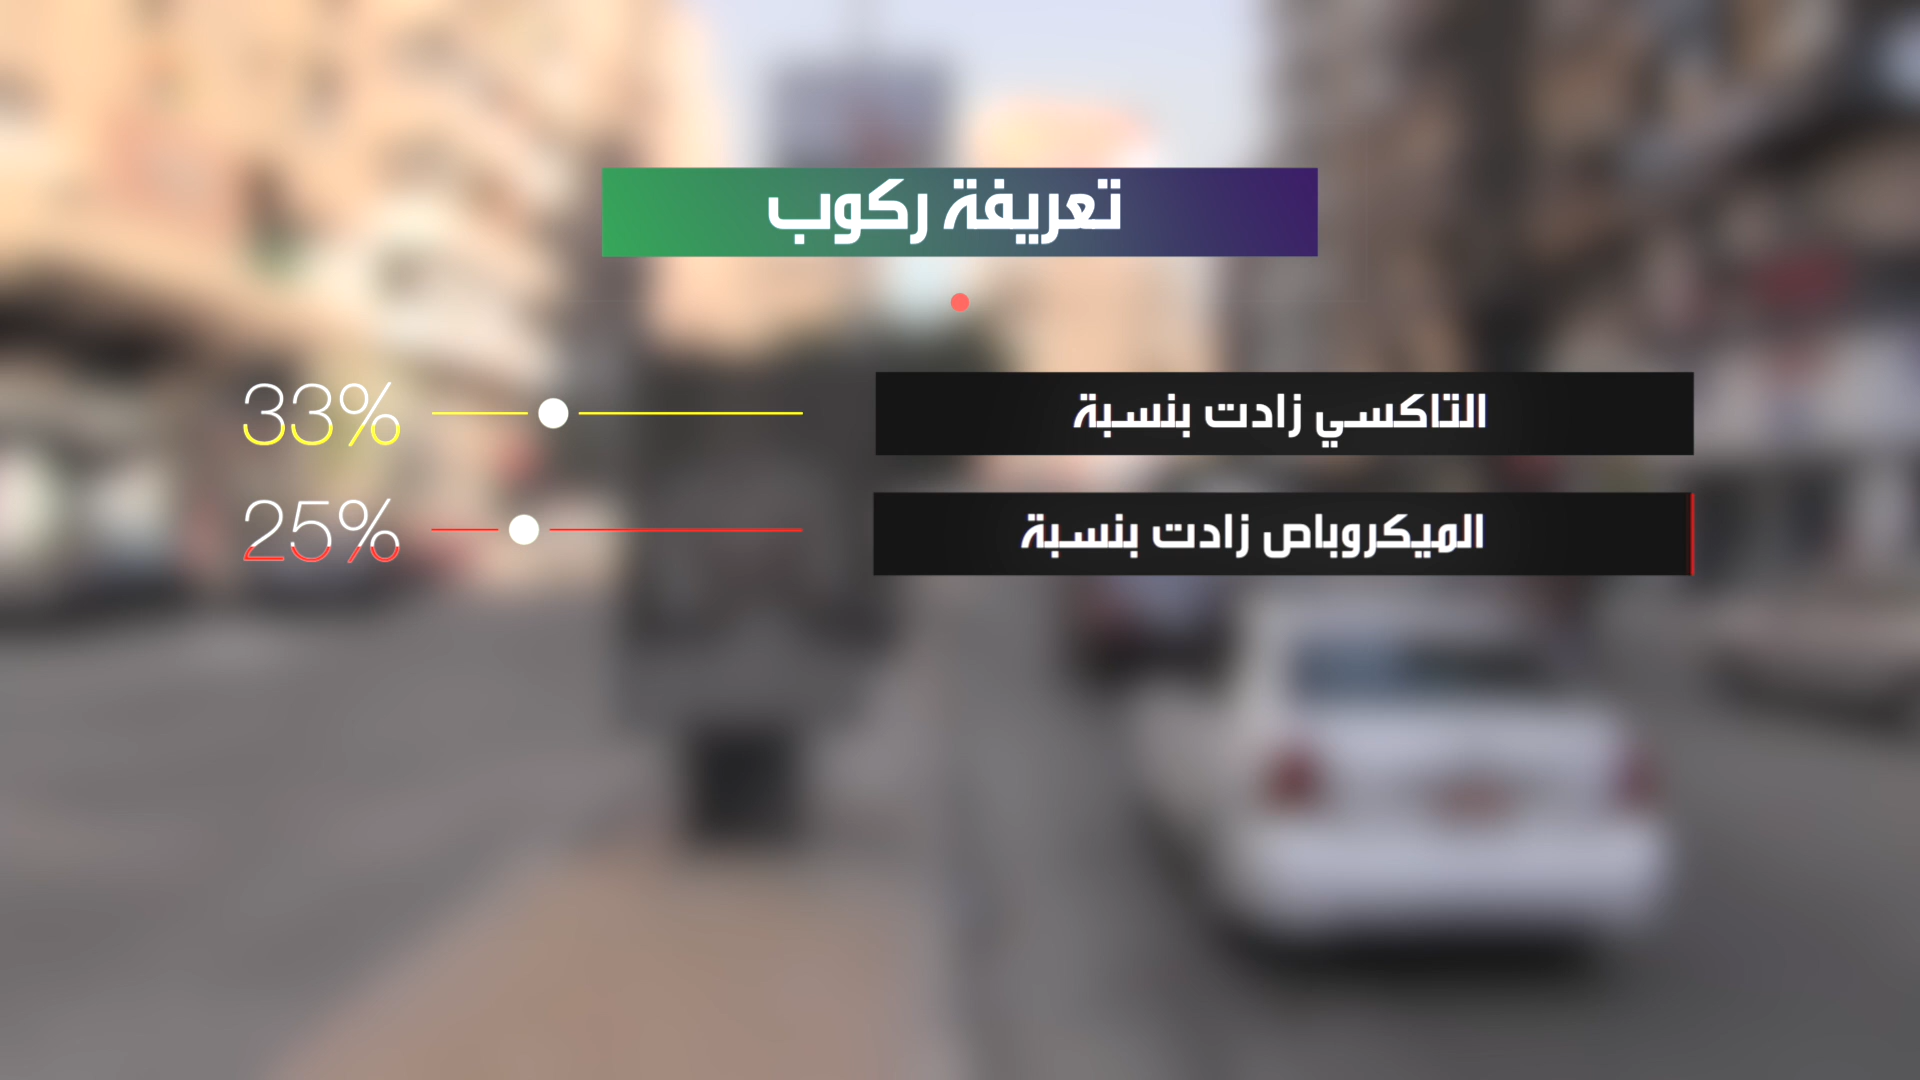 تعريفة ركوب
التاكسي زادت بنسبة 33%
الميكروباص زادت بنسبة 25%